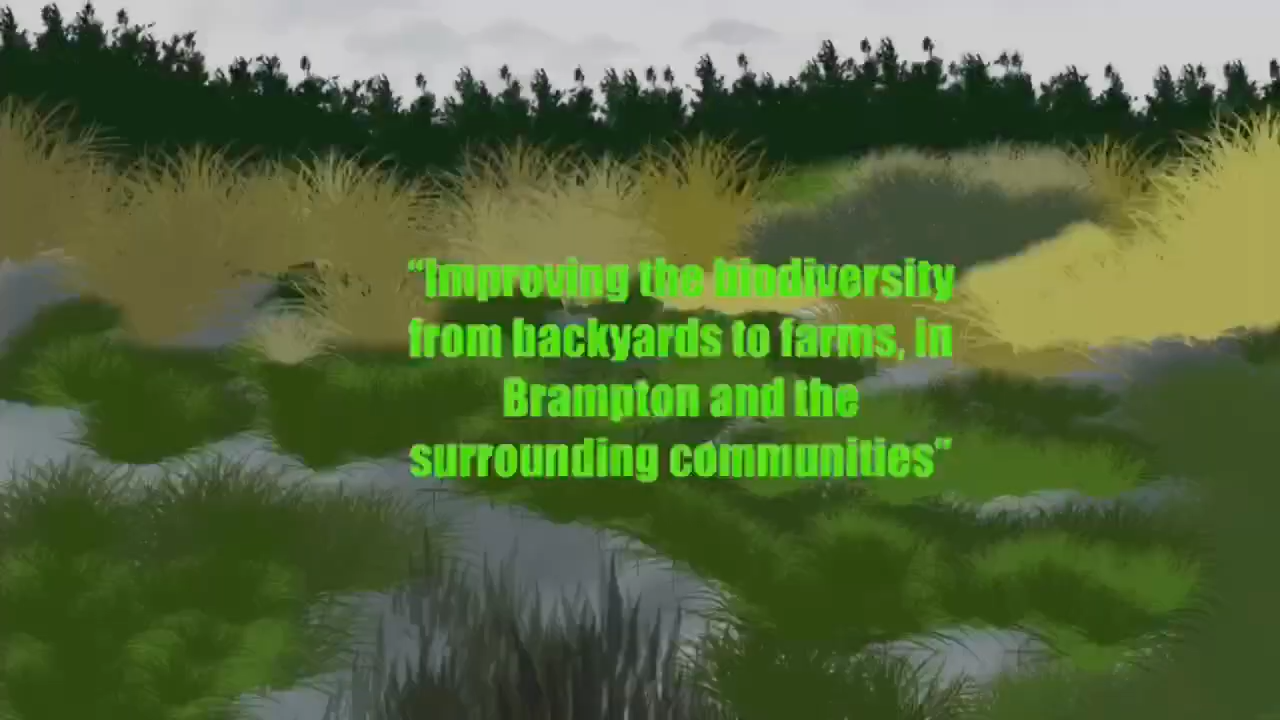 “Improving the biodiversity
from backyards to farms, in
Brampton and the
surrounding communities”